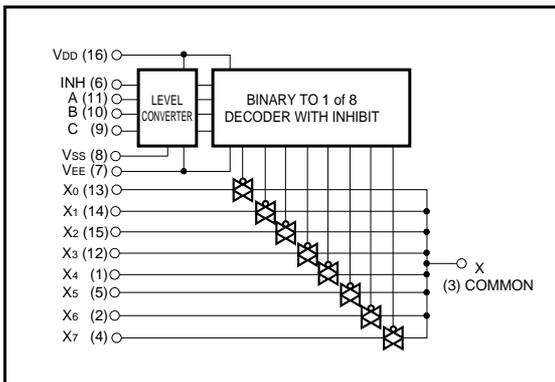 VDD (16)
INH (6)
A (11)
B (10)
C (9)
LEVEL
CONVERTER
BINARY TO 1 of 8
DECODER WITH INHIBIT
VSS (8)
VEE (7)
X0 (13)
X1 (14)
X2 (15)
X3 (12)
X4 (1)
X5 (5)
X6 (2)
X7 (4)
X
(3) COMMON